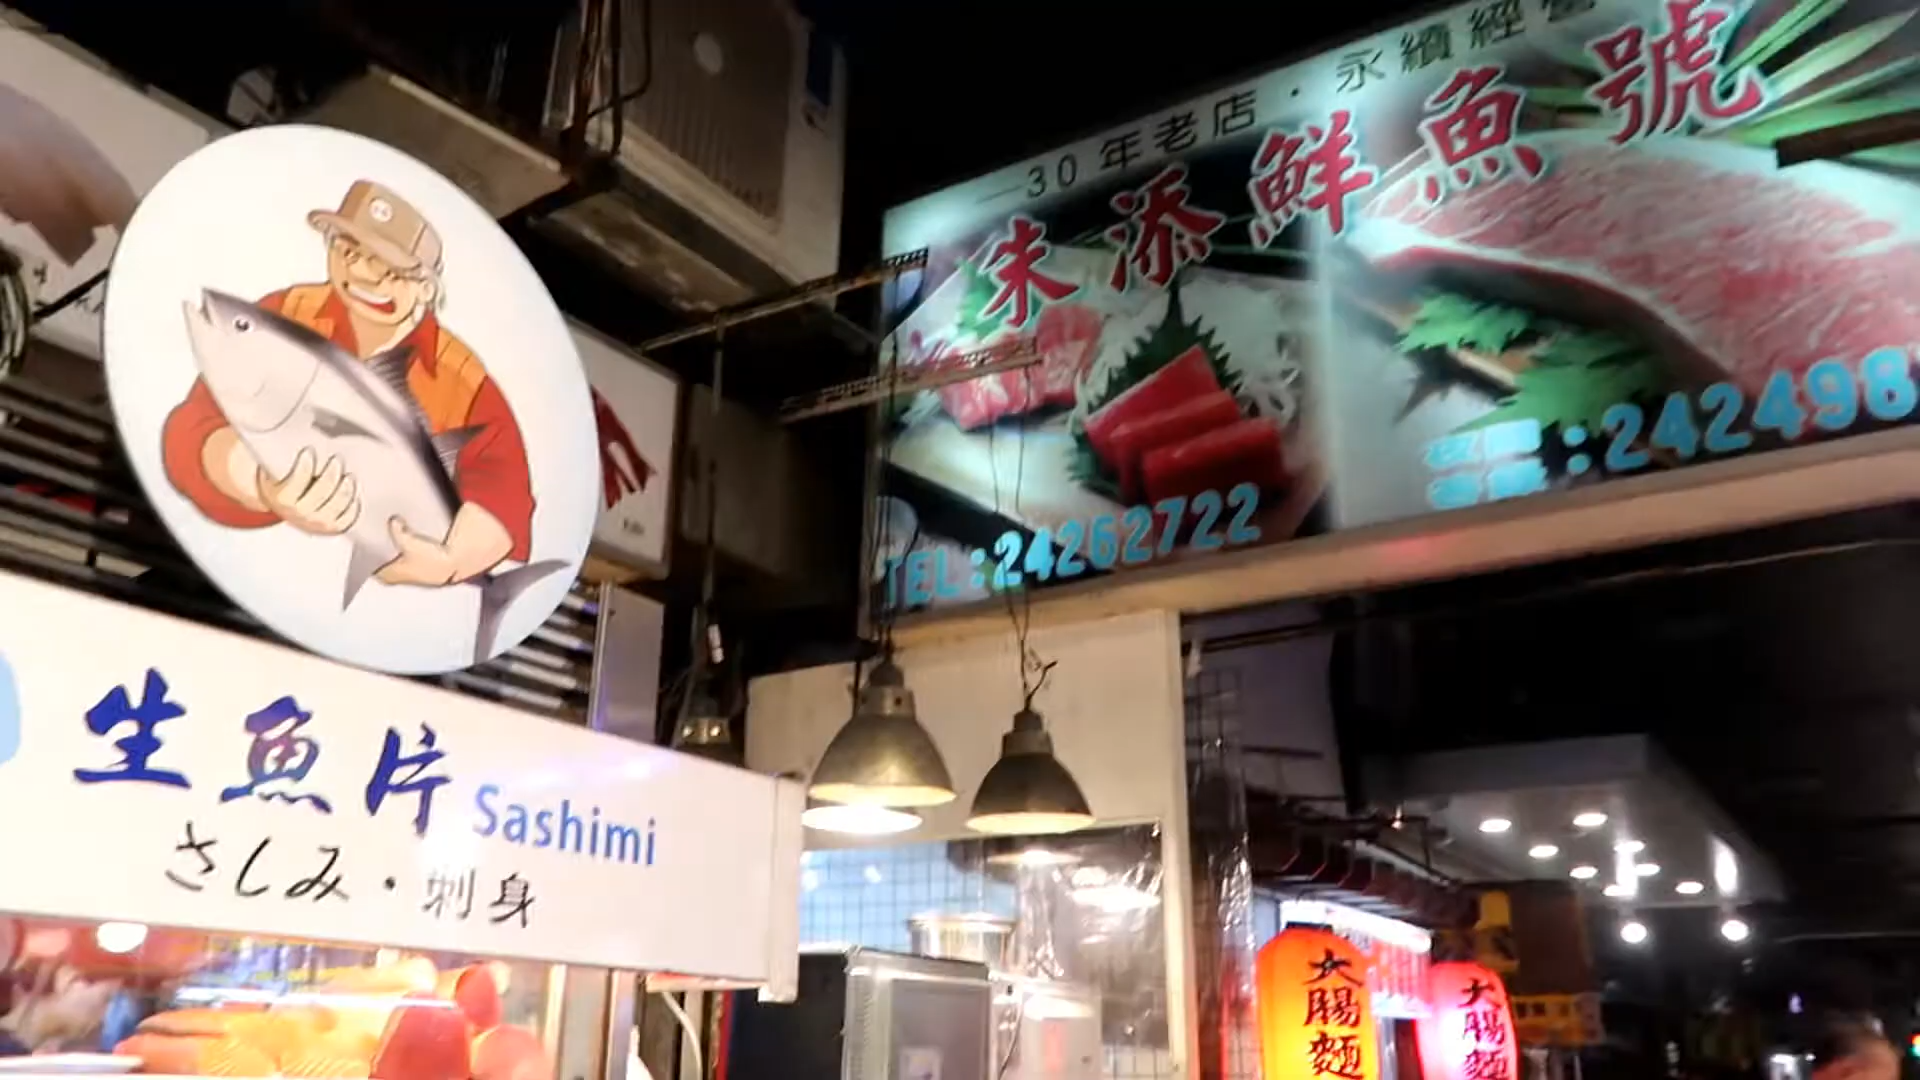 30年老店·永續經營
朱添鮮魚號
TEL:24262722
:242498
生魚片 Sashimi
さしみ・刺身
大腸麵
大腸麵